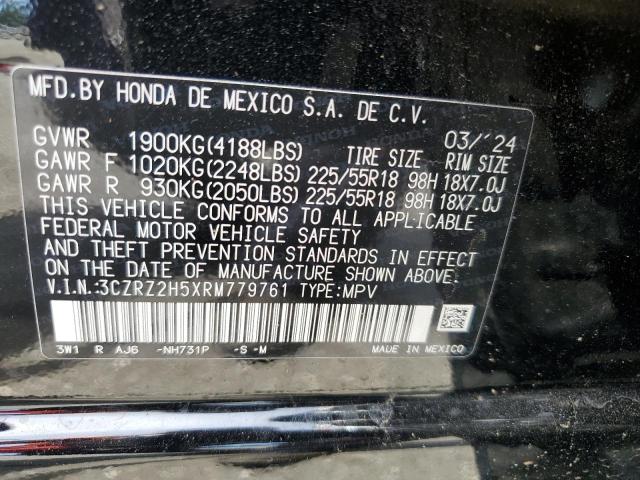 MFD.BY HONDA DE MEXICO S.A. DE C.V.
03/'24
GVWR 1900KG(4188LBS) TIRE SIZE RIM SIZE
GAWR F 1020KG(2248LBS) 225/55R18 98H 18X7.0J
GAWR R 930KG(2050LBS) 225/55R18 98H 18X7.0J
THIS VEHICLE CONFORMS TO ALL APPLICABLE
FEDERAL MOTOR VEHICLE SAFETY
AND THEFT PREVENTION STANDARDS IN EFFECT
ON THE DATE OF MANUFACTURE SHOWN ABOVE.
V.I.N.:3CZRZ2H5XRM779761 TYPE:MPV
3W1 R AJ6 -NH731P -S -M MADE IN MEXICO